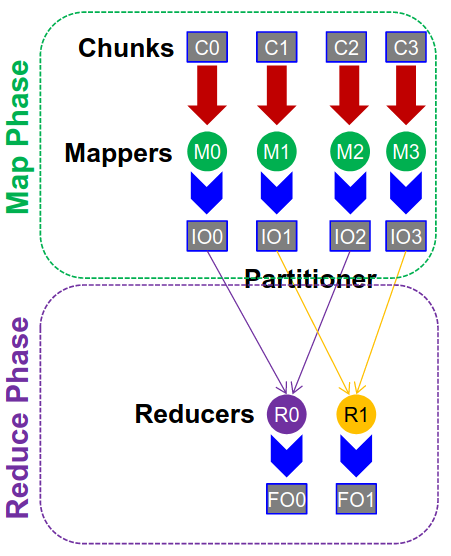 Map Phase
Chunks C0 C1 C2 C3
Mappers M0 M1 M2 M3
IO0 IO1 IO2 IO3
Partitioner
Reduce Phase
Reducers R0 R1
FO0 FO1